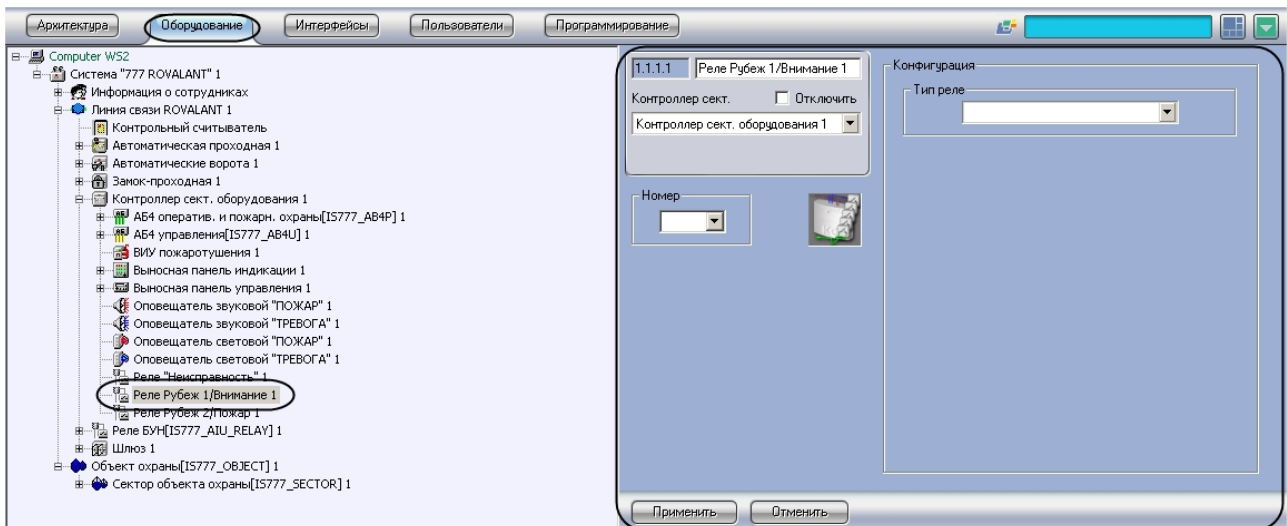 Архитектура Оборудование Интерфейсы Пользователи Программирование
Computer WS2
Система "777 ROVALANT" 1
Информация о сотрудниках
Линия связи ROVALANT 1
Контрольный считыватель
Автоматическая проходная 1
Автоматические ворота 1
Замок-проходная 1
Контроллер сект. оборудования 1
АБ4 оператив. и пожарн. охраны[IS777_AB4P] 1
АБ4 управления[IS777_AB4U] 1
ВИУ пожаротушения 1
Выносная панель индикации 1
Выносная панель управления 1
Оповещатель звуковой "ПОЖАР" 1
Оповещатель звуковой "ТРЕВОГА" 1
Оповещатель световой "ПОЖАР" 1
Оповещатель световой "ТРЕВОГА" 1
Реле "Неисправность" 1
Реле Рубеж 1/Внимание 1
Реле Рубеж 2/Пожар 1
Реле БУН[IS777_AIU_RELAY] 1
Шлюз 1
Объект охраны[IS777_OBJECT] 1
Сектор объекта охраны[IS777_SECTOR] 1
1.1.1.1 Реле Рубеж 1/Внимание 1
Контроллер сект. Отключить
Контроллер сект. оборудования 1
Номер
Конфигурация
Тип реле
Применить Отменить